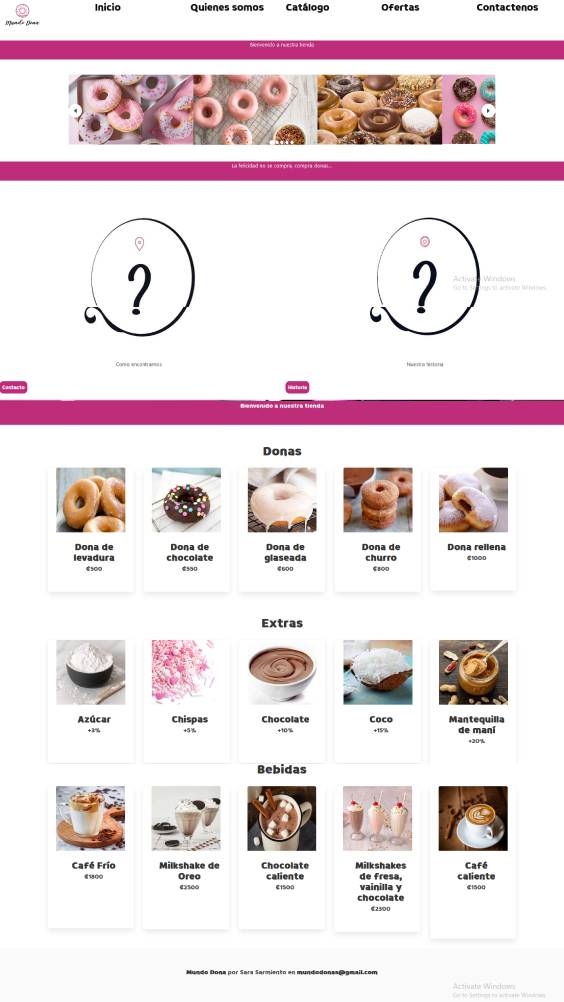 Mundo Dona
Inicio
Quienes somos
Catálogo
Ofertas
Contactenos
Bienvenido a nuestra tienda
La felicidad no se compra, compra donas...
?
?
Activate Windows
Go to Settings to activate Windows.
Como encontrarnos
Nuestra historia
Contacto
Historia
Bienvenido a nuestra tienda
Donas
Dona de
levadura
₡500
Dona de
chocolate
₡550
Dona de
glaseada
₡600
Dona de
churro
₡800
Dona rellena
₡1000
Extras
Azúcar
+3%
Chispas
+5%
Chocolate
+10%
Coco
+15%
Mantequilla
de maní
+20%
Bebidas
Café Frío
₡1800
Milkshake de
Oreo
₡2500
Chocolate
caliente
₡1500
Milkshakes
de fresa,
vainilla y
chocolate
₡2300
Café
caliente
₡1500
Mundo Dona por Sara Sarmiento en mundodonas@gmail.com
Activate Windows
Go to Settings to activate Windows.